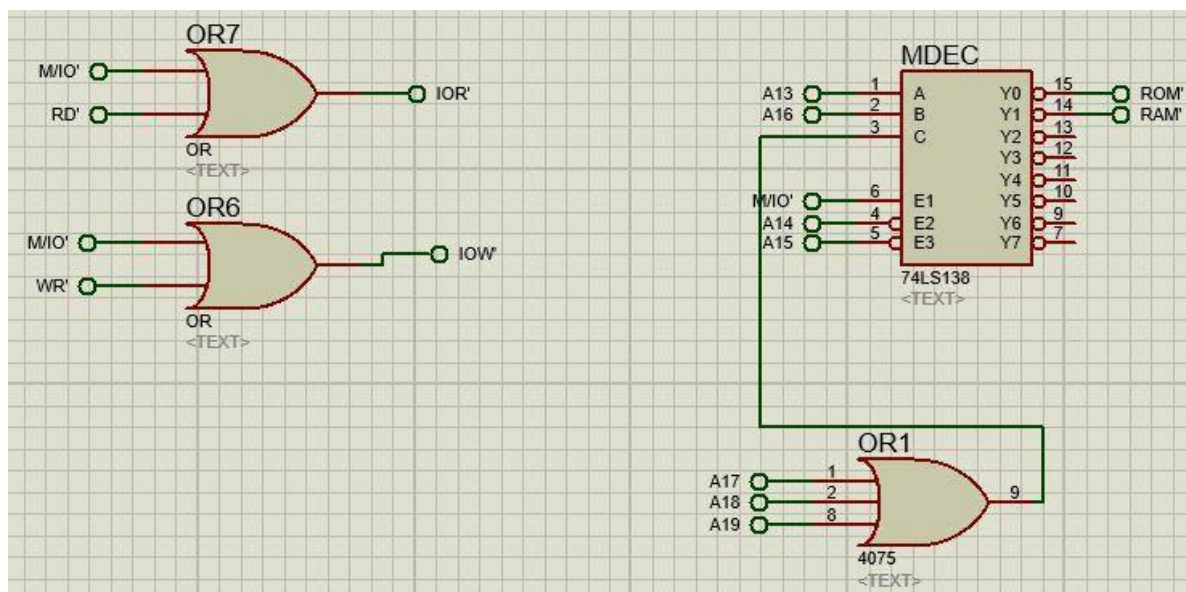 OR7
M/IO'
RD'
IOR'
OR
<TEXT>
OR6
M/IO'
WR'
IOW'
OR
<TEXT>
MDEC
A13 1 A Y0 15 ROM'
A16 2 B Y1 14 RAM'
3 C Y2 13
Y3 12
Y4 11
M/IO' 6 E1 Y5 10
A14 4 E2 Y6 9
A15 5 E3 Y7 7
74LS138
<TEXT>
OR1
A17 1
A18 2 9
A19 8
4075
<TEXT>